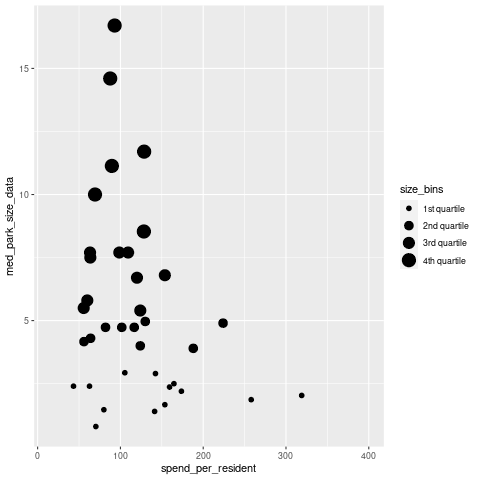 15
10
5
0
100
200
300
400
spend_per_resident
med_park_size_data
size_bins
1st quartile
2nd quartile
3rd quartile
4th quartile